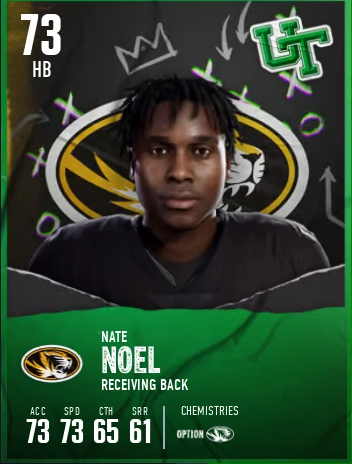 73
HB
UT
NATE
NOEL
RECEIVING BACK
ACC SPD CTH SRR
73 73 65 61
CHEMISTRIES
OPTION